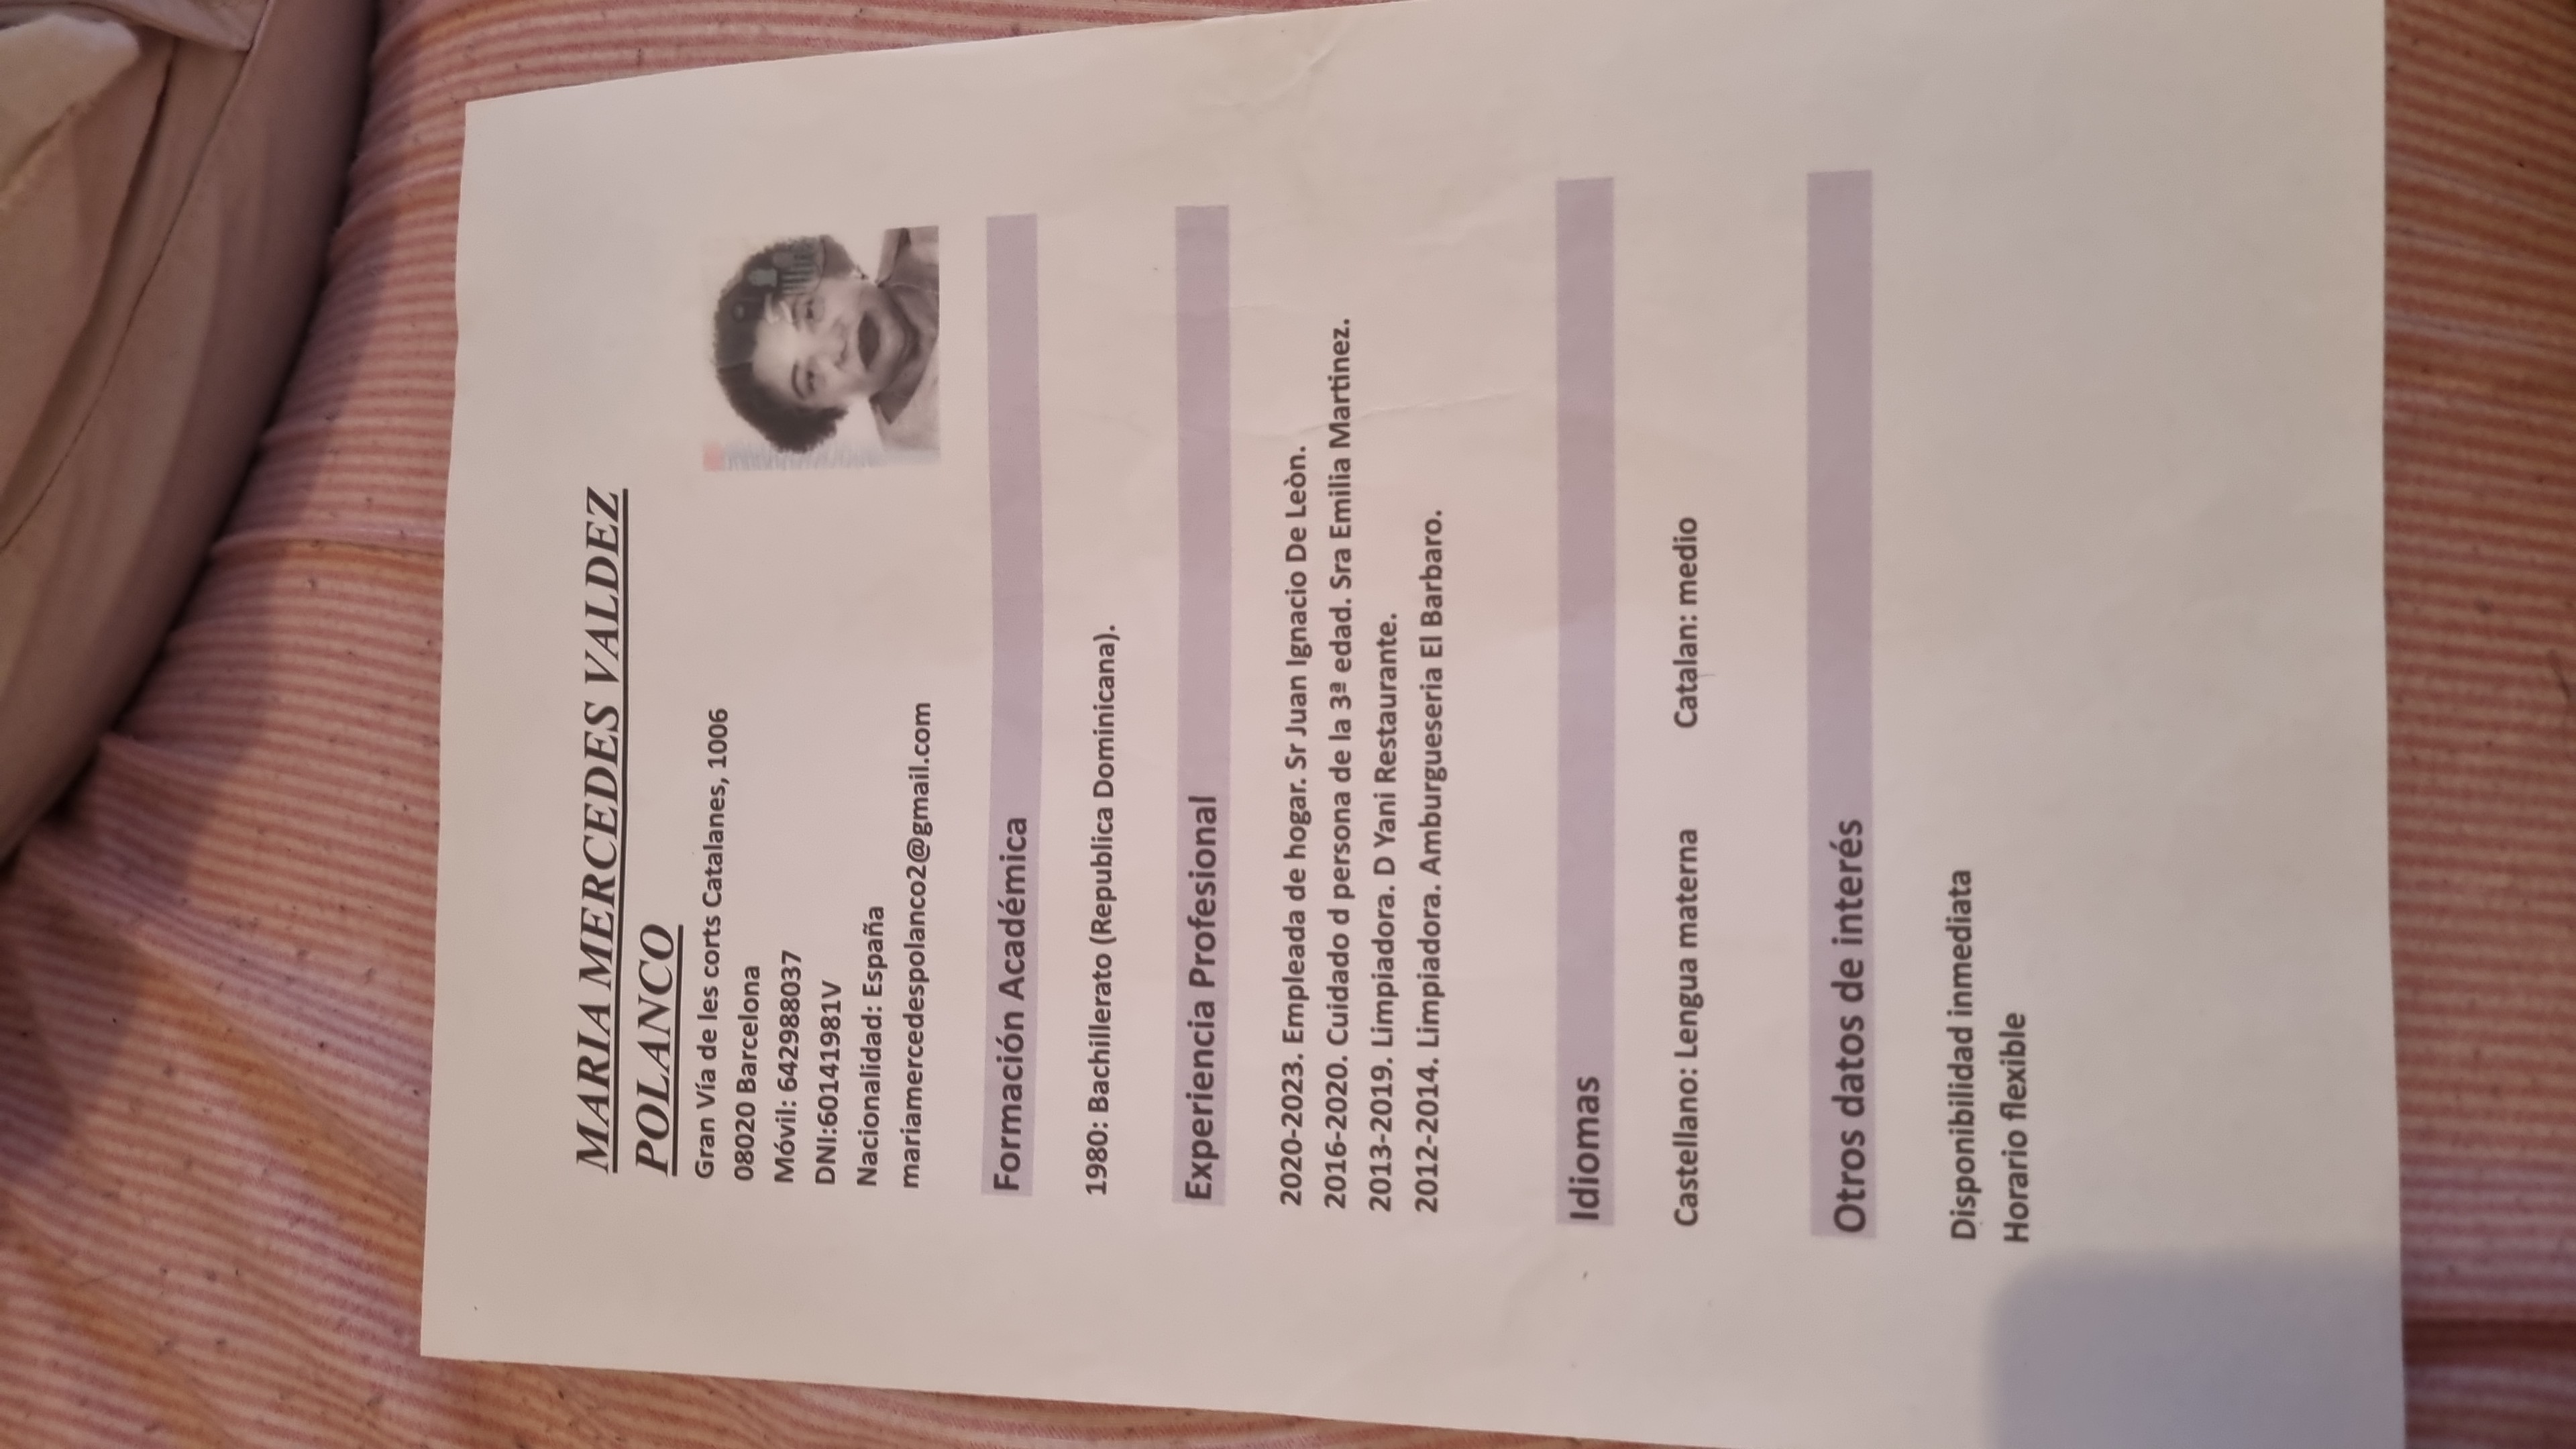 MARIA MERCEDES VALDEZ
POLANCO
Gran Vía de les corts Catalanes, 1006
08020 Barcelona
Móvil: 642988037
DNI:60141981V
Nacionalidad: España
mariamercedespolanco2@gmail.com
Formación Académica
1980: Bachillerato (Republica Dominicana).
Experiencia Profesional
2020-2023. Empleada de hogar. Sr Juan Ignacio De Leòn.
2016-2020. Cuidado d persona de la 3ª edad. Sra Emilia Martinez.
2013-2019. Limpiadora. D Yani Restaurante.
2012-2014. Limpiadora. Amburgueseria El Barbaro.
Idiomas
Castellano: Lengua materna Catalan: medio
Otros datos de interés
Disponibilidad inmediata
Horario flexible